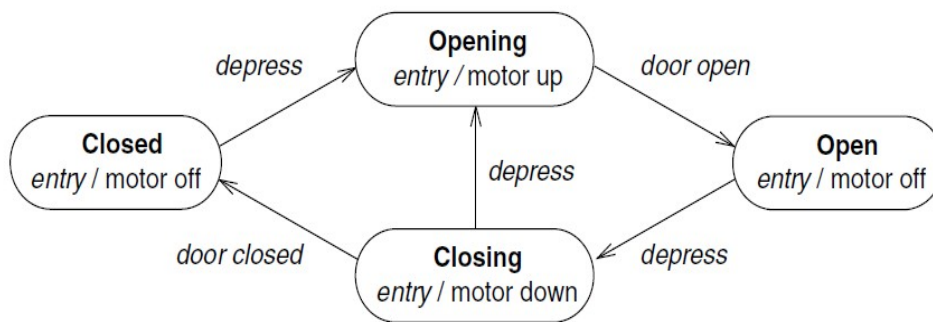 Opening
entry / motor up
depress
door open
Closed
entry / motor off
Open
entry / motor off
depress
door closed
Closing
entry / motor down
depress